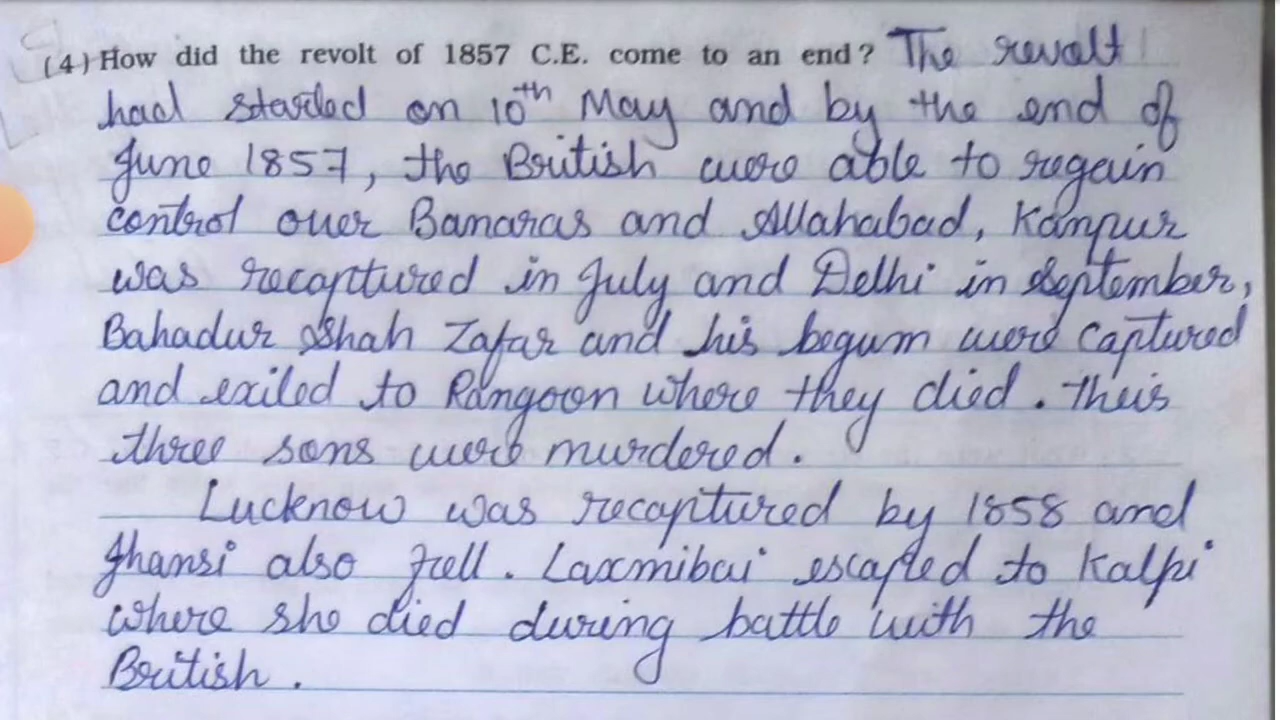 (4) How did the revolt of 1857 C.E. come to an end? The revolt
had started on 10th May and by the end of
June 1857, the British were able to regain
control over Banaras and Allahabad, Kanpur
was recaptured in July and Delhi in September,
Bahadur Shah Zafar and his begum were captured
and exiled to Rangoon where they died. Their
three sons were murdered.
Lucknow was recaptured by 1858 and
Jhansi also fell. Laxmibai escaped to Kalpi
where she died during battle with the
British.